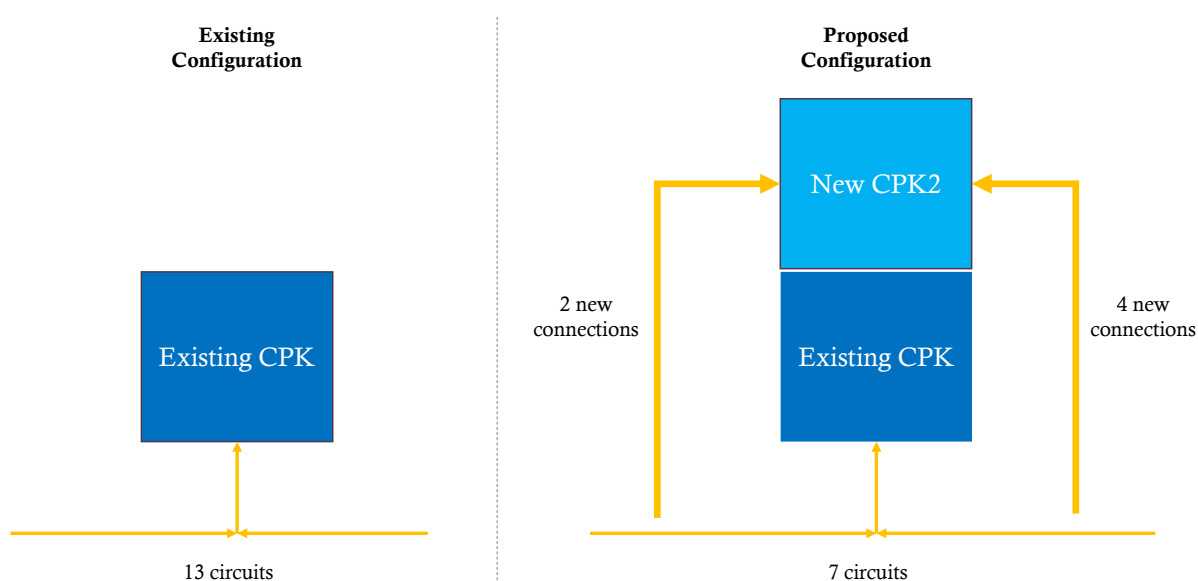 Existing
Configuration
Existing CPK
13 circuits
Proposed
Configuration
New CPK2
2 new
connections
4 new
connections
Existing CPK
7 circuits